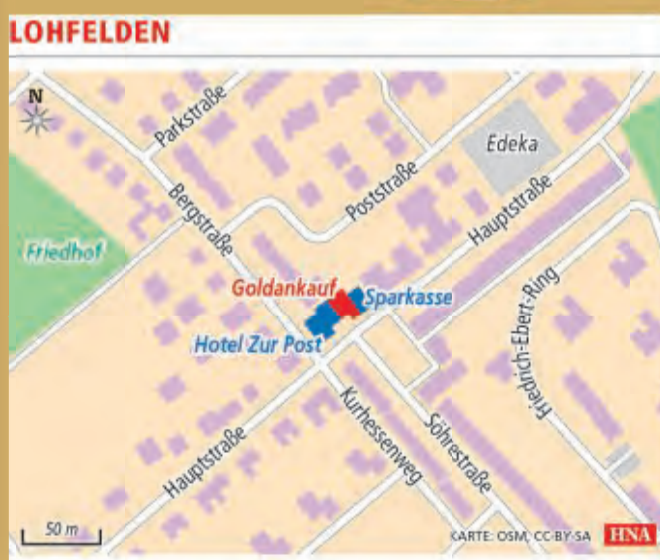 LOHFELDEN
N
Parkstraße
Edeka
Bergstraße
Poststraße
Hauptstraße
Friedhof
Goldankauf
Sparkasse
Hotel Zur Post
Friedrich-Ebert-Ring
Hauptstraße
Kurhessenweg
Söhrestraße
50 m
KARTE: OSM, CC-BY-SA
HNA